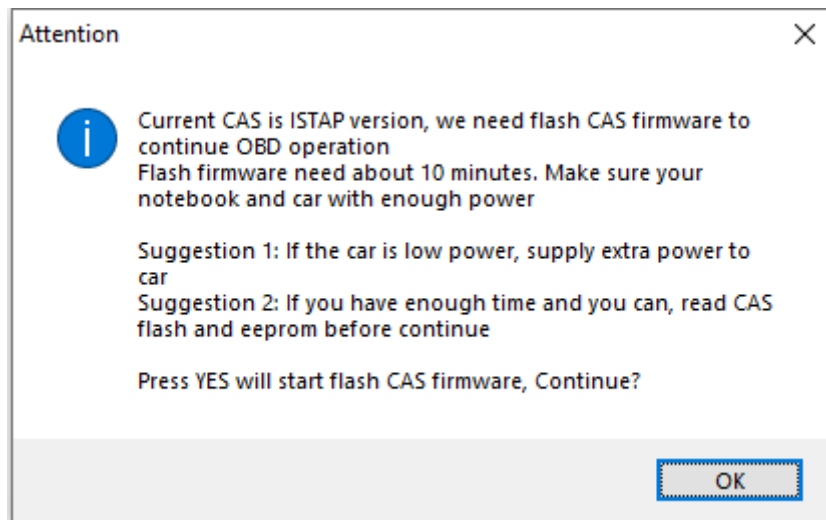 Attention
Current CAS is ISTAP version, we need flash CAS firmware to
continue OBD operation
Flash firmware need about 10 minutes. Make sure your
notebook and car with enough power
Suggestion 1: If the car is low power, supply extra power to
car
Suggestion 2: If you have enough time and you can, read CAS
flash and eeprom before continue
Press YES will start flash CAS firmware, Continue?
OK